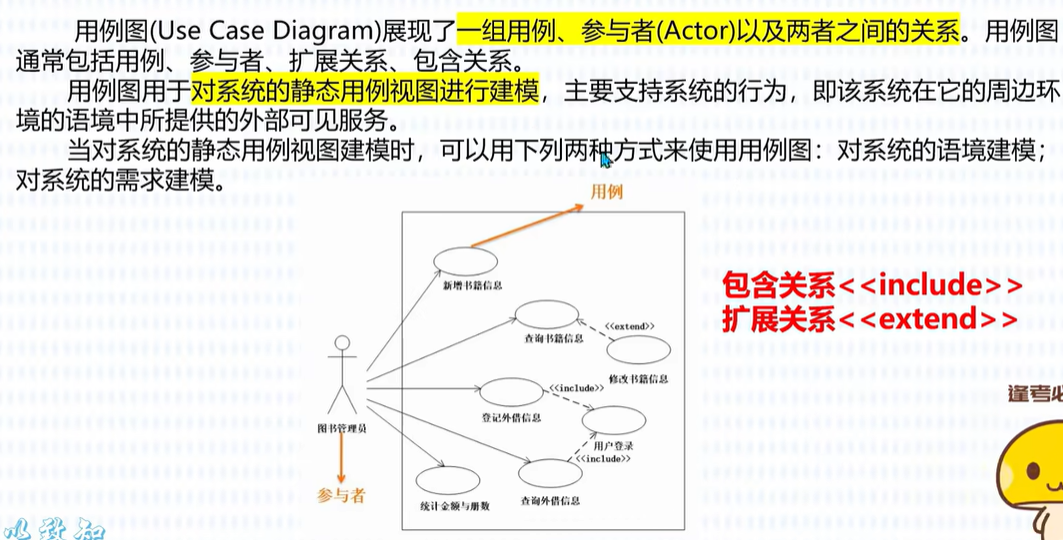 用例图(Use Case Diagram)展现了一组用例、参与者(Actor)以及两者之间的关系。用例图
通常包括用例、参与者、扩展关系、包含关系。
用例图用于对系统的静态用例视图进行建模，主要支持系统的行为，即该系统在它的周边环
境的语境中所提供的外部可见服务。
当对系统的静态用例视图建模时，可以用下列两种方式来使用用例图：对系统的语境建模；
对系统的需求建模。
用例
新增书籍信息
包含关系<<include>>
扩展关系<<extend>>
<<extend>>
查询书籍信息
修改书籍信息
<<include>>
登记外借信息
图书管理员
用户登录
<<include>>
查询外借信息
统计金额与册数
参与者
逢考必